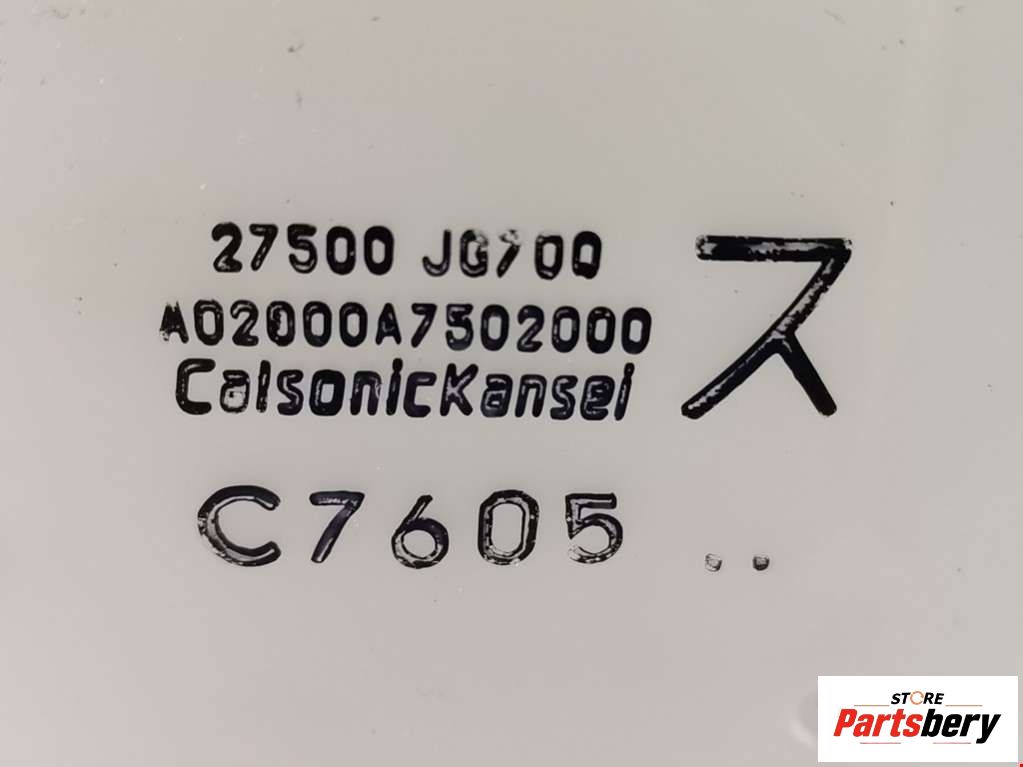 27500 JG700
A02000A7502000
CalsonicKansei
ス
C7605 ..
STORE
Partsbery